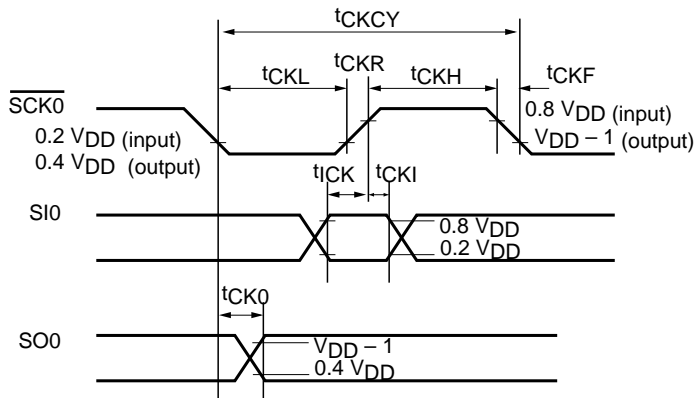 tCKCY
tCKR
tCKL
tCKH
tCKF
SCK0
0.8 VDD (input)
VDD – 1 (output)
0.2 VDD (input)
0.4 VDD (output)
tICK
tCKI
SI0
0.8 VDD
0.2 VDD
tCK0
SO0
VDD – 1
0.4 VDD